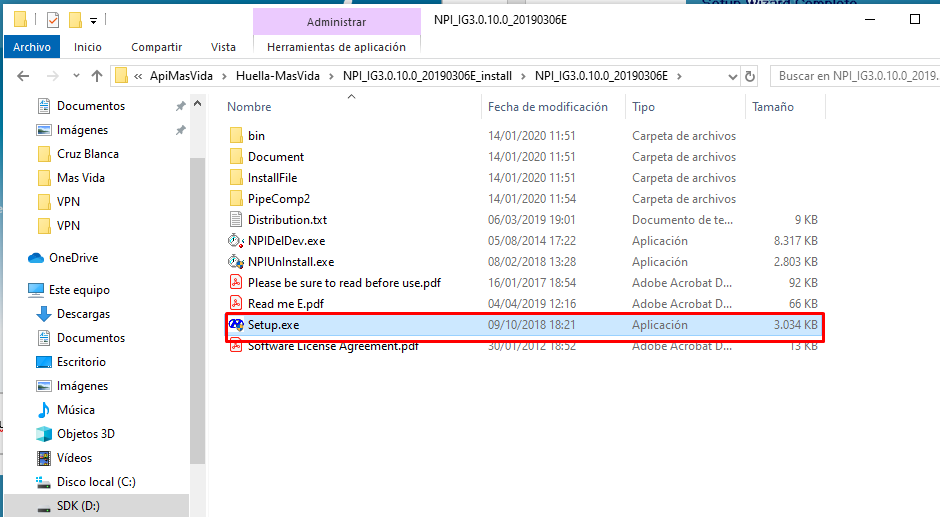 Setup Wizard Complete
Administrar
NPI_IG3.0.10.0_20190306E
Archivo Inicio Compartir Vista Herramientas de aplicación
« ApiMasVida > Huella-MasVida > NPI_IG3.0.10.0_20190306E_install > NPI_IG3.0.10.0_20190306E >
Buscar en NPI_IG3.0.10.0_2019...
Nombre Fecha de modificación Tipo Tamaño
Documentos
Imágenes
Cruz Blanca
Mas Vida
VPN
VPN
OneDrive
Este equipo
Descargas
Documentos
Escritorio
Imágenes
Música
Objetos 3D
Vídeos
Disco local (C:)
SDK (D:)
bin 14/01/2020 11:51 Carpeta de archivos
Document 14/01/2020 11:51 Carpeta de archivos
InstallFile 14/01/2020 11:51 Carpeta de archivos
PipeComp2 14/01/2020 11:54 Carpeta de archivos
Distribution.txt 06/03/2019 19:01 Documento de te... 9 KB
NPIDelDev.exe 05/08/2014 17:22 Aplicación 8.317 KB
NPIUnInstall.exe 08/02/2018 13:28 Aplicación 2.803 KB
Please be sure to read before use.pdf 16/01/2017 18:54 Adobe Acrobat D... 92 KB
Read me E.pdf 04/04/2019 12:16 Adobe Acrobat D... 66 KB
Setup.exe 09/10/2018 18:21 Aplicación 3.034 KB
Software License Agreement.pdf 30/01/2012 18:52 Adobe Acrobat D... 13 KB